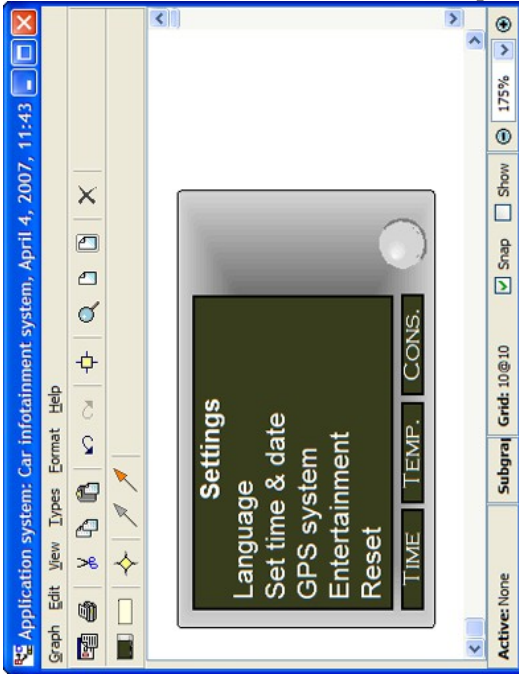 Application system: Car infotainment system, April 4, 2007, 11:43
Graph Edit View Types Format Help
Settings
Language
Set time & date
GPS system
Entertainment
Reset
TIME TEMP. CONS.
Active: None Subgrap Grid: 10@10 Snap Show 175%